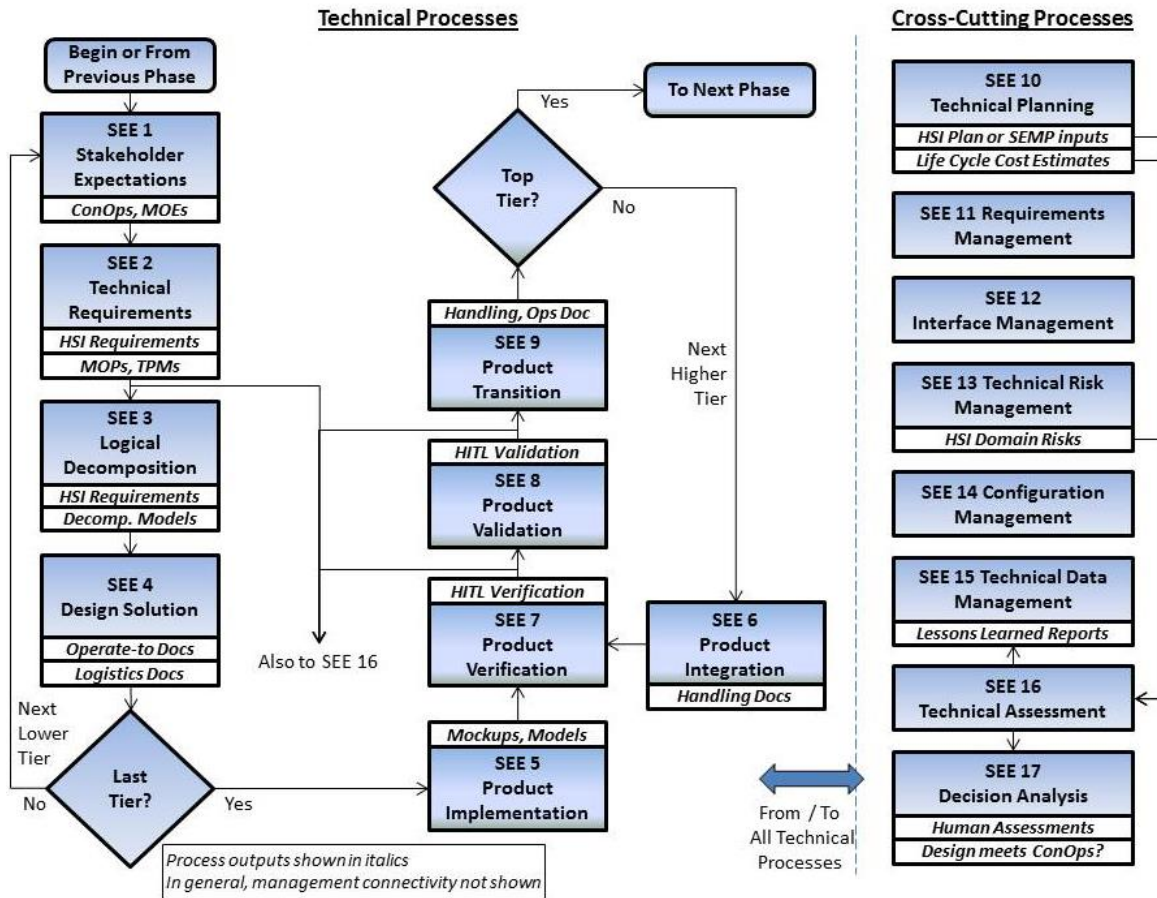 Technical Processes
Cross-Cutting Processes
Begin or From
Previous Phase
SEE 1
Stakeholder
Expectations
ConOps, MOEs
SEE 2
Technical
Requirements
HSI Requirements
MOPs, TPMs
SEE 3
Logical
Decomposition
HSI Requirements
Decomp. Models
SEE 4
Design Solution
Operate-to Docs
Logistics Docs
Next
Lower
Tier
No
Last
Tier?
Yes
Also to SEE 16
Yes
To Next Phase
Top
Tier?
No
Handling, Ops Doc
SEE 9
Product
Transition
Next
Higher
Tier
HITL Validation
SEE 8
Product
Validation
HITL Verification
SEE 7
Product
Verification
SEE 6
Product
Integration
Handling Docs
Mockups, Models
SEE 5
Product
Implementation
Process outputs shown in italics
In general, management connectivity not shown
From / To
All Technical
Processes
SEE 10
Technical Planning
HSI Plan or SEMP inputs
Life Cycle Cost Estimates
SEE 11 Requirements
Management
SEE 12
Interface Management
SEE 13 Technical Risk
Management
HSI Domain Risks
SEE 14 Configuration
Management
SEE 15 Technical Data
Management
Lessons Learned Reports
SEE 16
Technical Assessment
SEE 17
Decision Analysis
Human Assessments
Design meets ConOps?